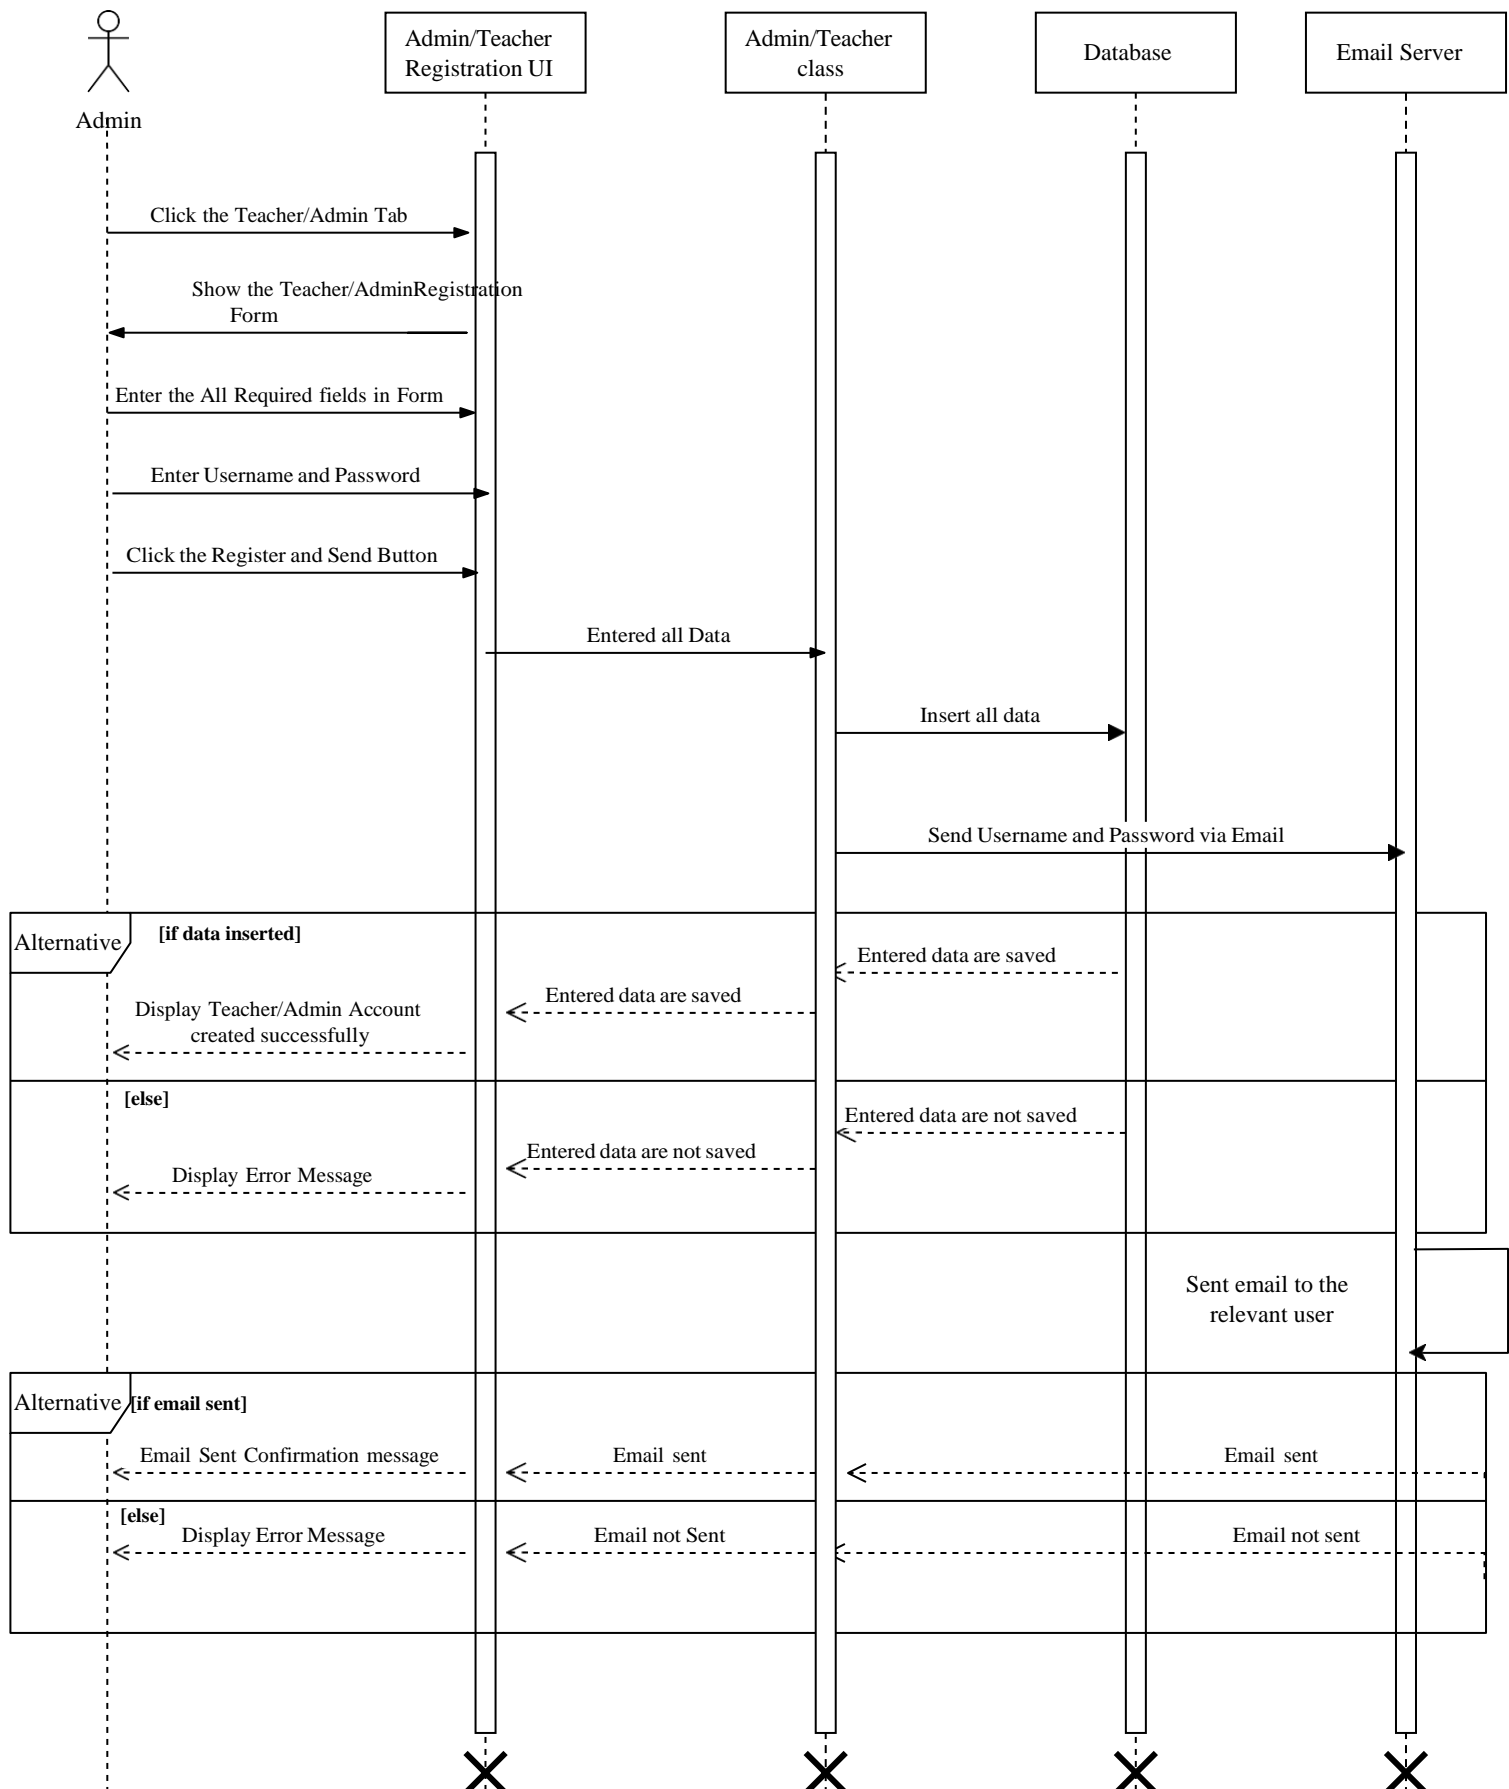 Admin/Teacher
Registration UI
Admin/Teacher
class
Database
Email Server
Admin
Click the Teacher/Admin Tab
Show the Teacher/AdminRegistration
Form
Enter the All Required fields in Form
Enter Username and Password
Click the Register and Send Button
Entered all Data
Insert all data
Send Username and Password via Email
Alternative
[if data inserted]
Entered data are saved
Entered data are saved
Display Teacher/Admin Account
created successfully
[else]
Entered data are not saved
Entered data are not saved
Display Error Message
Sent email to the
relevant user
Alternative
[if email sent]
Email Sent Confirmation message
Email sent
Email sent
[else]
Display Error Message
Email not Sent
Email not sent